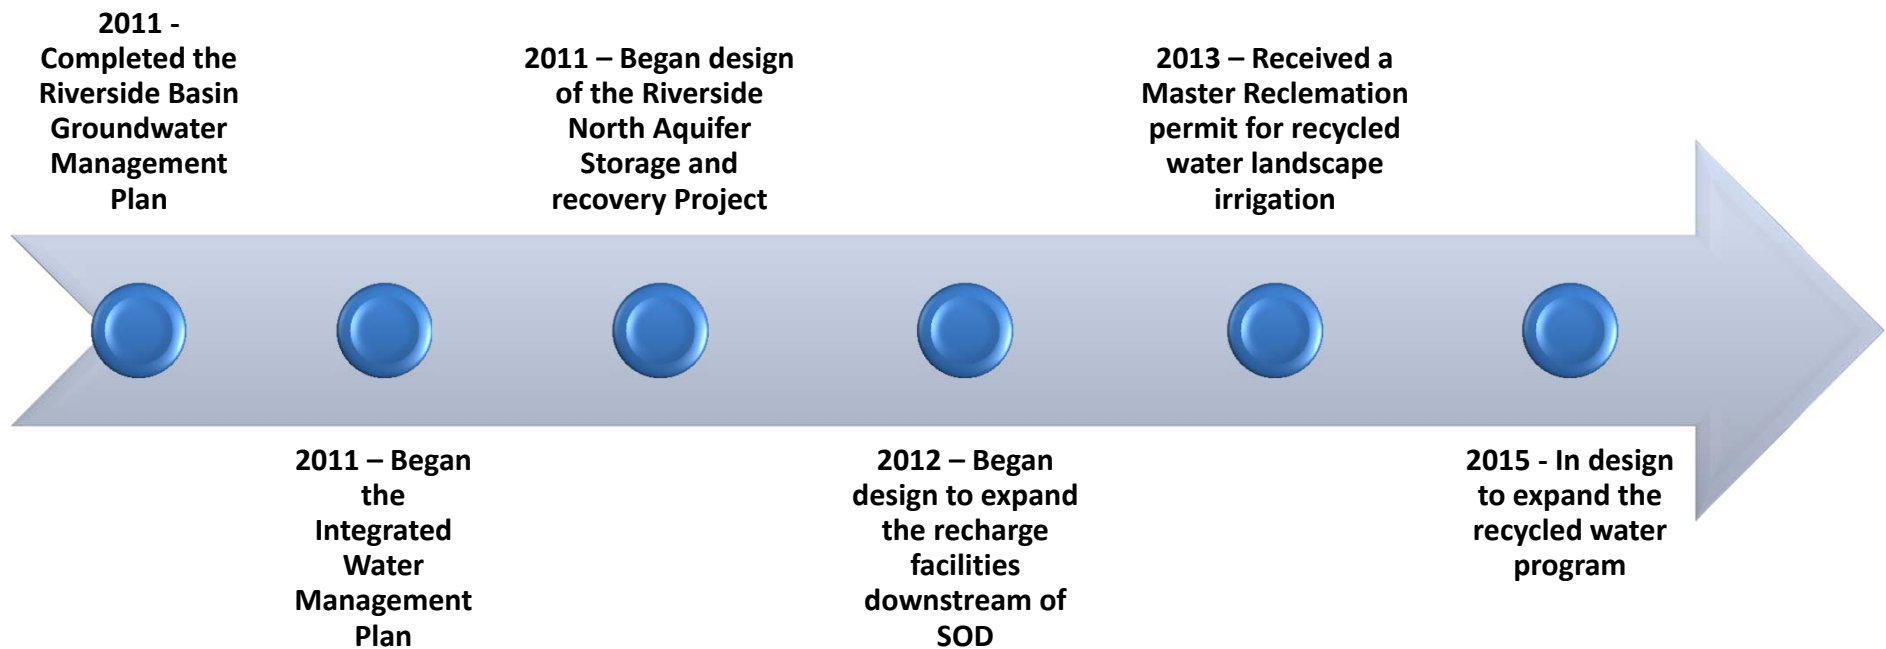 2011 -
Completed the
Riverside Basin
Groundwater
Management
Plan
2011 – Began
the
Integrated
Water
Management
Plan
2011 – Began design
of the Riverside
North Aquifer
Storage and
recovery Project
2012 – Began
design to expand
the recharge
facilities
downstream of
SOD
2013 – Received a
Master Reclemation
permit for recycled
water landscape
irrigation
2015 - In design
to expand the
recycled water
program